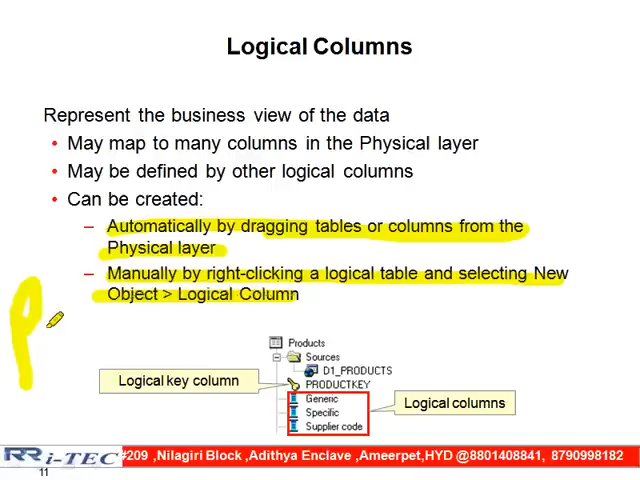 Logical Columns
Represent the business view of the data
• May map to many columns in the Physical layer
• May be defined by other logical columns
• Can be created:
– Automatically by dragging tables or columns from the
Physical layer
– Manually by right-clicking a logical table and selecting New
Object > Logical Column
Products
Sources
D1_PRODUCTS
Logical key column
PRODUCTKEY
Generic
Logical columns
Specific
Supplier code
RR i-TEC #209 ,Nilagiri Block ,Adithya Enclave ,Ameerpet,HYD @8801408841, 8790998182
11